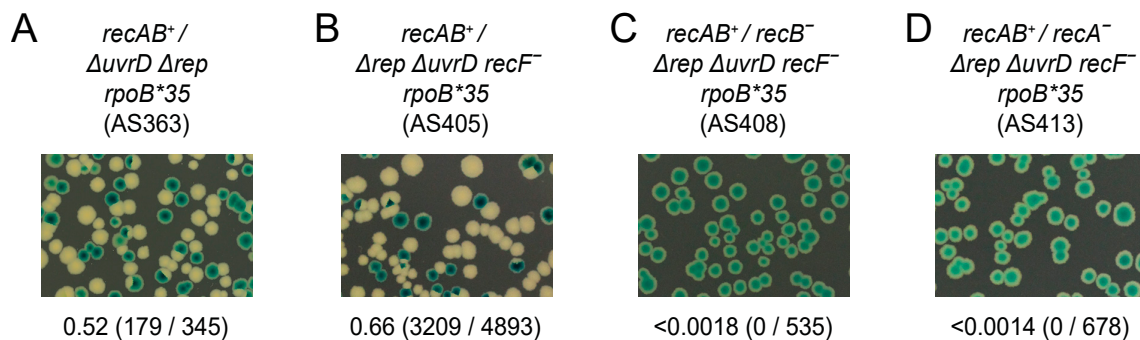 A
recAB⁺ /
ΔuvrD Δrep
rpoB*35
(AS363)
0.52 (179 / 345)
B
recAB⁺ /
Δrep ΔuvrD recF⁻
rpoB*35
(AS405)
0.66 (3209 / 4893)
C
recAB⁺ / recB⁻
Δrep ΔuvrD recF⁻
rpoB*35
(AS408)
<0.0018 (0 / 535)
D
recAB⁺ / recA⁻
Δrep ΔuvrD recF⁻
rpoB*35
(AS413)
<0.0014 (0 / 678)